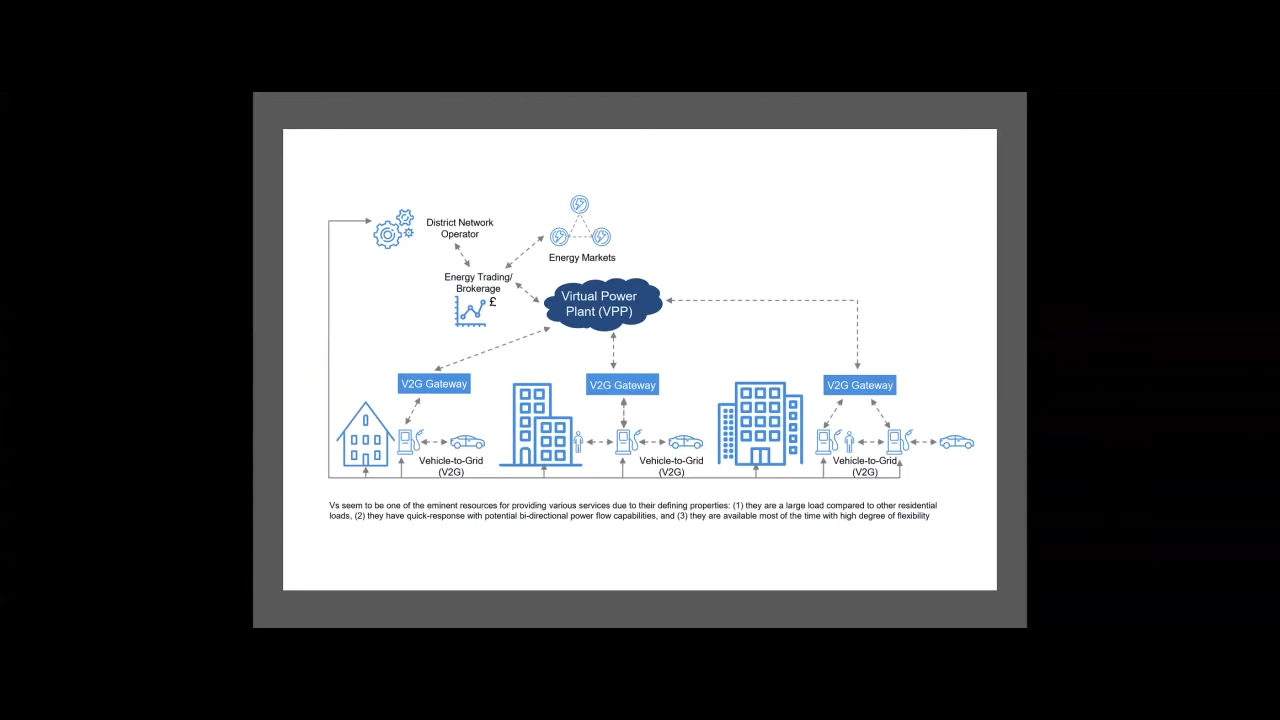 District Network
Operator
Energy Markets
Energy Trading/
Brokerage
£
Virtual Power
Plant (VPP)
V2G Gateway
V2G Gateway
V2G Gateway
Vehicle-to-Grid
(V2G)
Vehicle-to-Grid
(V2G)
Vehicle-to-Grid
(V2G)
Vs seem to be one of the eminent resources for providing various services due to their defining properties: (1) they are a large load compared to other residential
loads, (2) they have quick-response with potential bi-directional power flow capabilities, and (3) they are available most of the time with high degree of flexibility